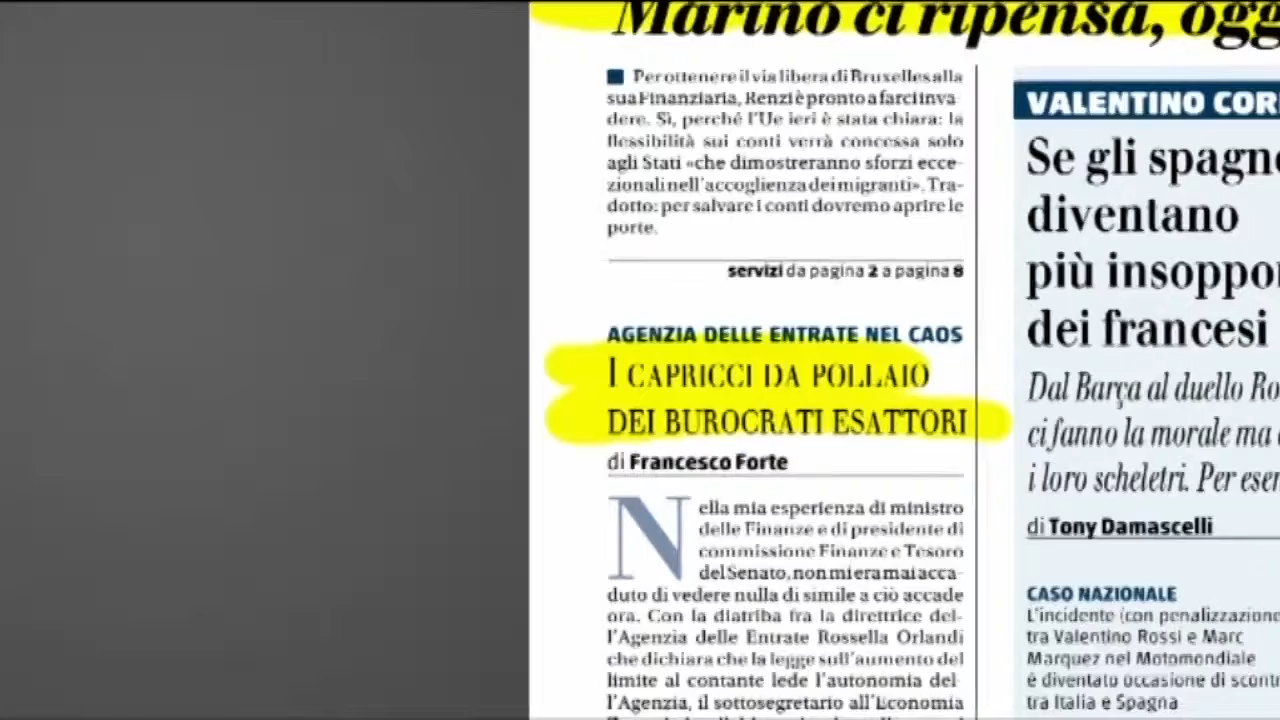 Marino ci ripensa, ogg
Per ottenere il via libera di Bruxelles alla
sua Finanziaria, Renzi è pronto a farci inva-
dere. Sì, perché l'Ue ieri è stata chiara: la
flessibilità sui conti verrà concessa solo
agli Stati «che dimostreranno sforzi ecce-
zionali nell'accoglienza dei migranti». Tra-
dotto: per salvare i conti dovremo aprire le
porte.
servizi da pagina 2 a pagina 8
AGENZIA DELLE ENTRATE NEL CAOS
I CAPRICCI DA POLLAIO
DEI BUROCRATI ESATTORI
di Francesco Forte
Nella mia esperienza di ministro
delle Finanze e di presidente di
commissione Finanze e Tesoro
del Senato, non mi era mai acca-
duto di vedere nulla di simile a ciò accade
ora. Con la diatriba fra la direttrice del-
l'Agenzia delle Entrate Rossella Orlandi
che dichiara che la legge sull'aumento del
limite al contante lede l'autonomia del-
l'Agenzia, il sottosegretario all'Economia
VALENTINO COR
Se gli spagn
diventano
più insoppor
dei francesi
Dal Barça al duello Ro
ci fanno la morale ma
i loro scheletri. Per esen
di Tony Damascelli
CASO NAZIONALE
L'incidente (con penalizzazione
tra Valentino Rossi e Marc
Marquez nel Motomondiale
è diventato occasione di scont
tra Italia e Spagna